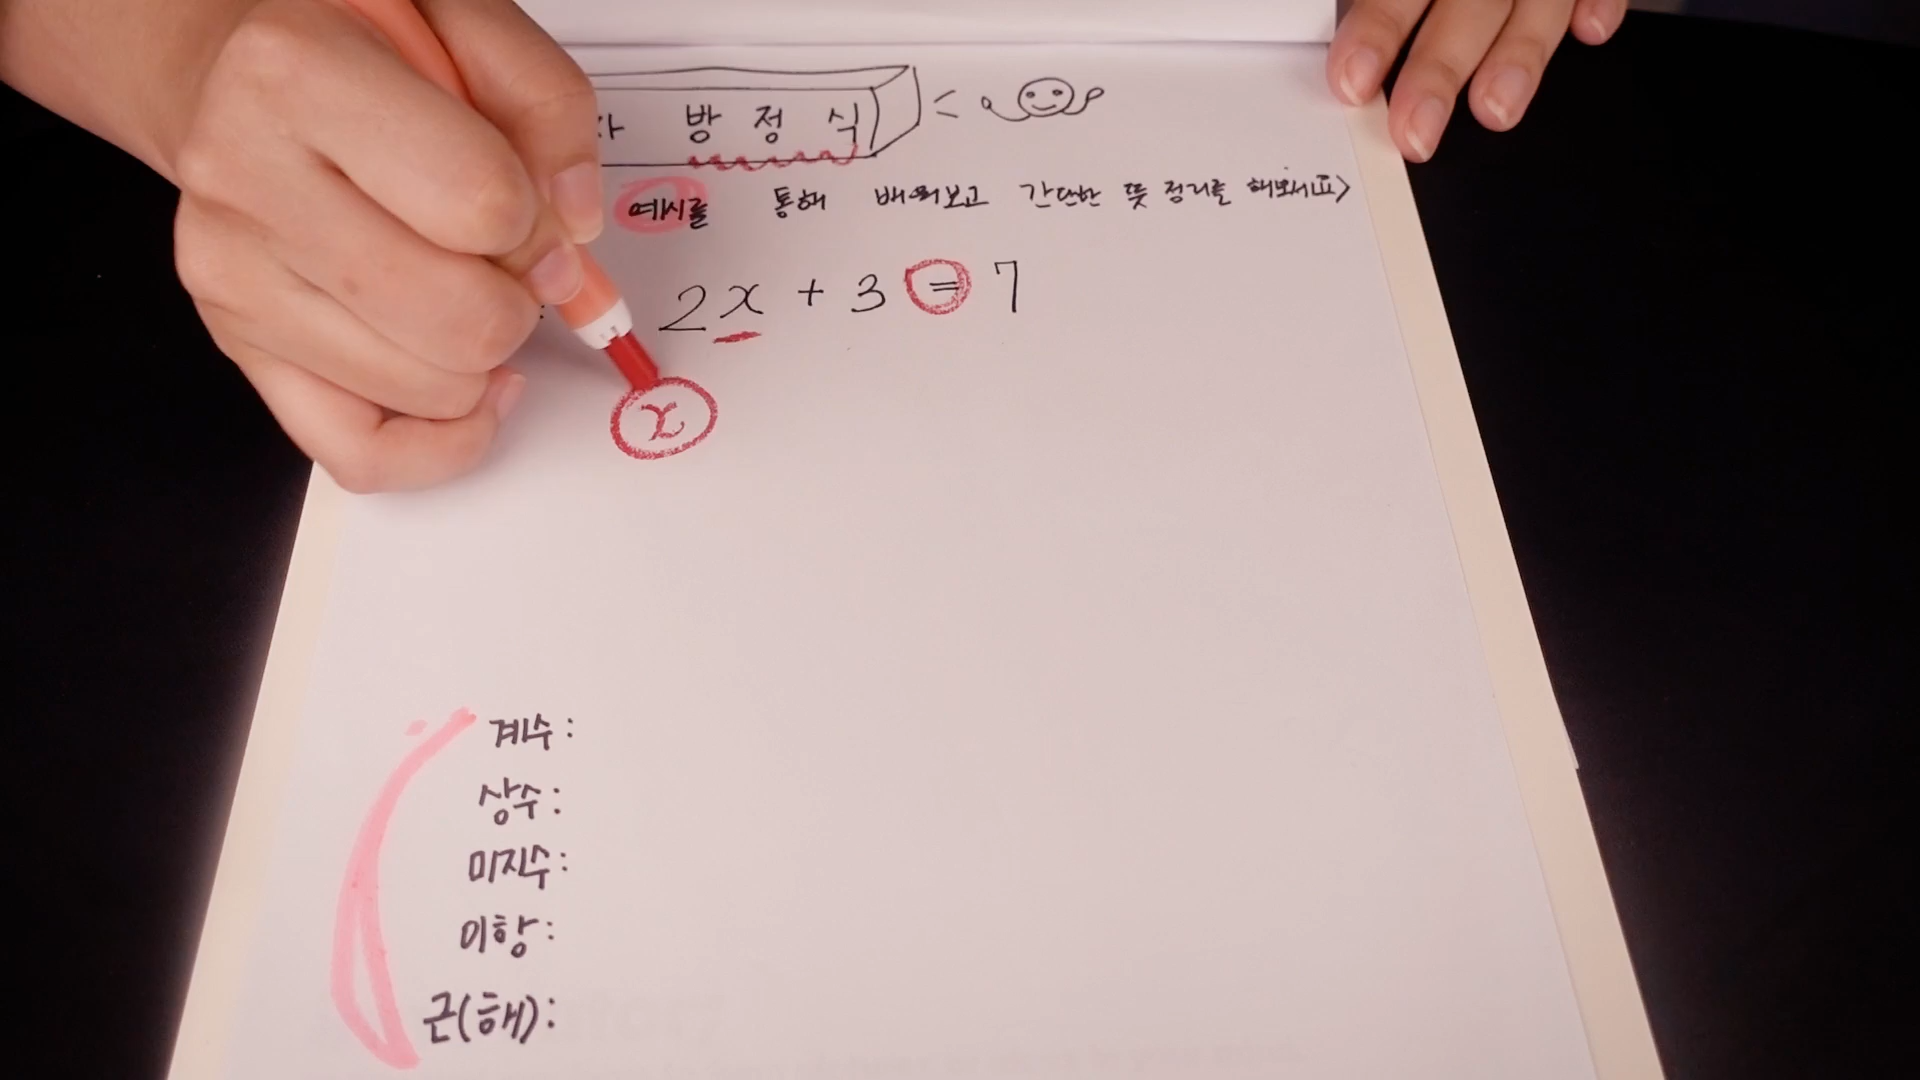 방정식
예시를 통해 배워보고 간단한 뜻 정리를 해보세요>
2x + 3 = 7
x
계수:
상수:
미지수:
이항:
근(해):